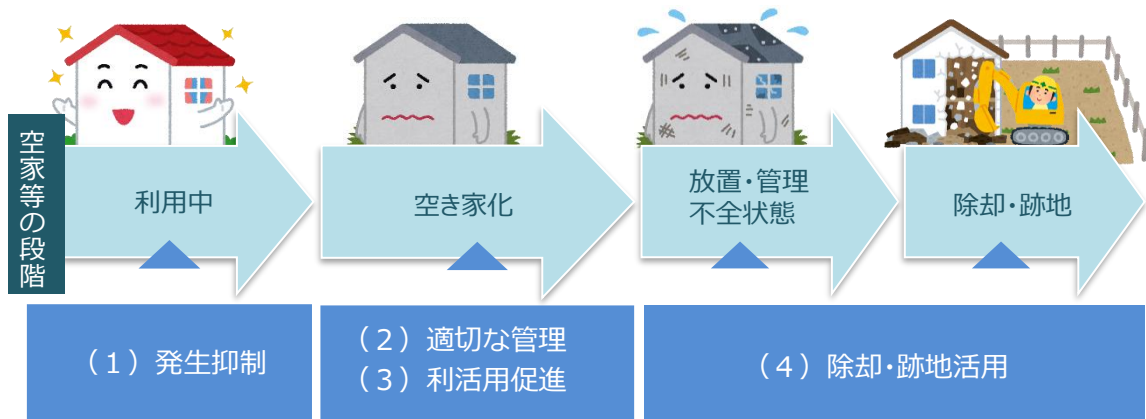 空家等の段階
利用中
空き家化
放置・管理
不全状態
除却・跡地
（１）発生抑制
（２）適切な管理
（３）利活用促進
（４）除却・跡地活用